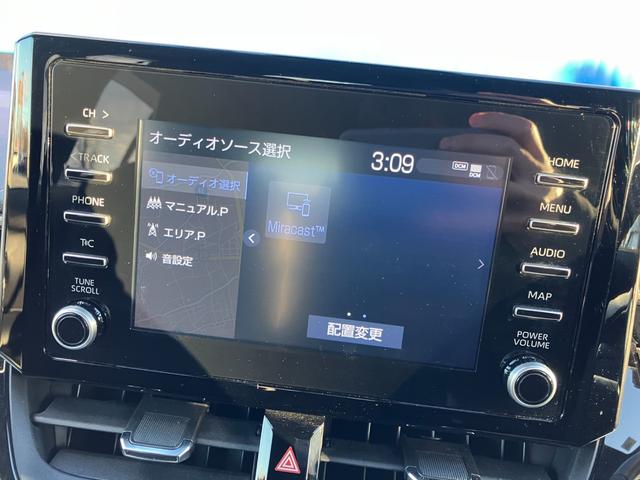 CH >
< TRACK
PHONE
T&C
TUNE
SCROLL
オーディオソース選択
3:09
DCM
DCM
オーディオ選択
マニュアル.P
エリア.P
音設定
Miracast™
配置変更
HOME
MENU
AUDIO
MAP
POWER
VOLUME